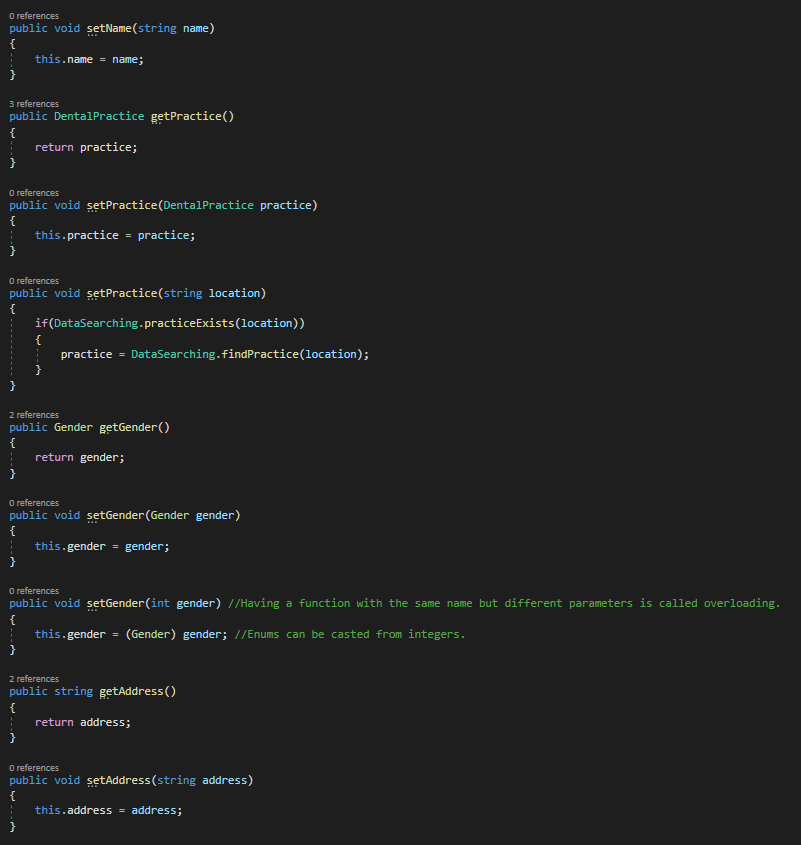 0 references
public void setName(string name)
{
    this.name = name;
}
3 references
public DentalPractice getPractice()
{
    return practice;
}
0 references
public void setPractice(DentalPractice practice)
{
    this.practice = practice;
}
0 references
public void setPractice(string location)
{
    if(DataSearching.practiceExists(location))
    {
        practice = DataSearching.findPractice(location);
    }
}
2 references
public Gender getGender()
{
    return gender;
}
0 references
public void setGender(Gender gender)
{
    this.gender = gender;
}
0 references
public void setGender(int gender) //Having a function with the same name but different parameters is called overloading.
{
    this.gender = (Gender) gender; //Enums can be casted from integers.
}
2 references
public string getAddress()
{
    return address;
}
0 references
public void setAddress(string address)
{
    this.address = address;
}